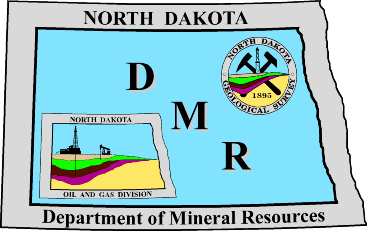 NORTH DAKOTA
D
M
R
NORTH DAKOTA
GEOLOGICAL SURVEY
1895
NORTH DAKOTA
OIL AND GAS DIVISION
Department of Mineral Resources